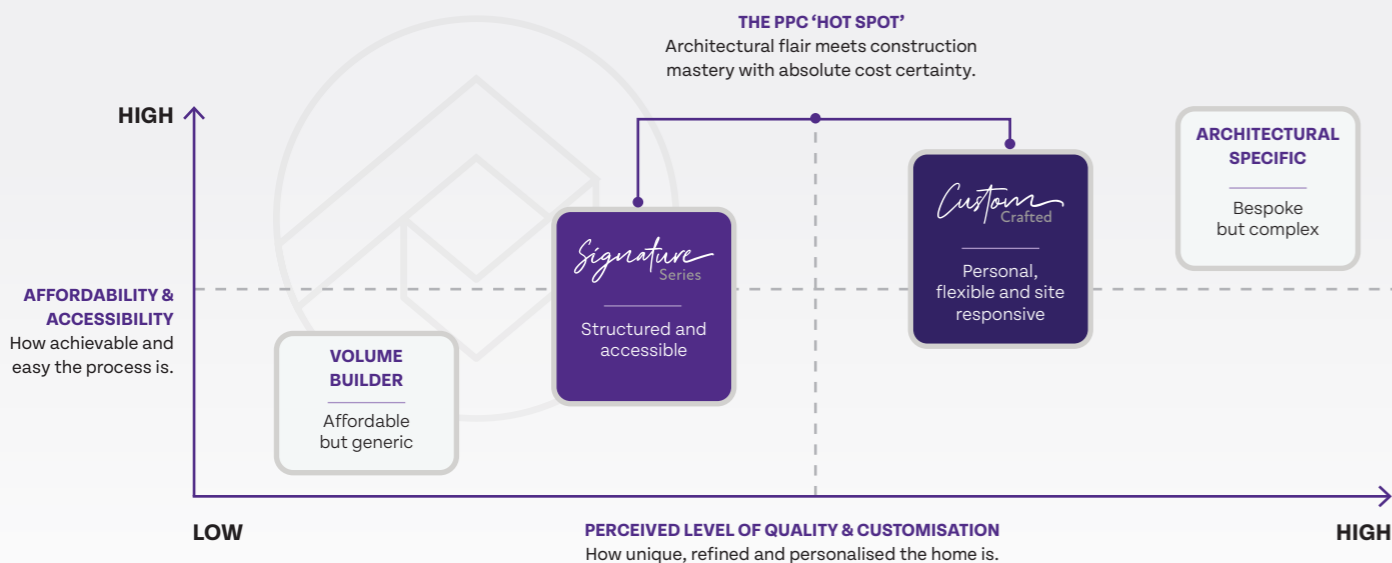 THE PPC ‘HOT SPOT’
Architectural flair meets construction
mastery with absolute cost certainty.
HIGH
ARCHITECTURAL
SPECIFIC
Bespoke
but complex
Custom
Crafted
Personal,
flexible and site
responsive
Signature
Series
Structured and
accessible
AFFORDABILITY &
ACCESSIBILITY
How achievable and
easy the process is.
VOLUME
BUILDER
Affordable
but generic
LOW
PERCEIVED LEVEL OF QUALITY & CUSTOMISATION
How unique, refined and personalised the home is.
HIGH